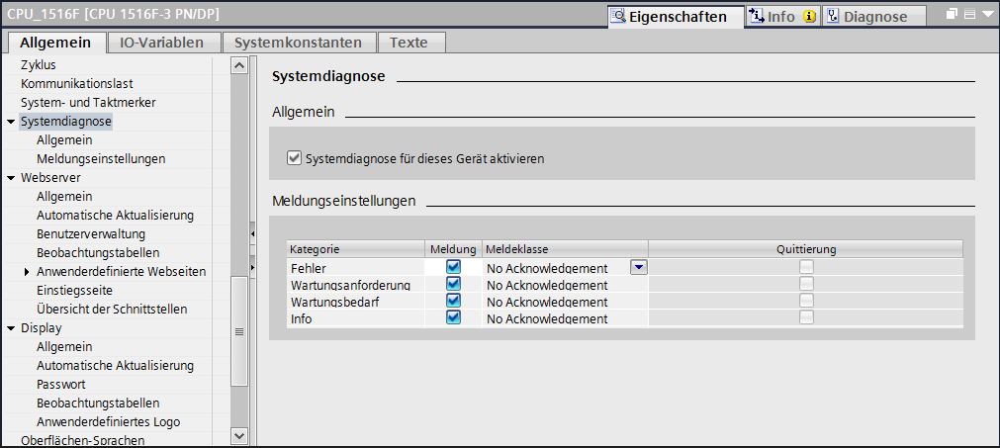 CPU_1516F [CPU 1516F-3 PN/DP]
Eigenschaften
Info
Diagnose
Allgemein
IO-Variablen
Systemkonstanten
Texte
Zyklus
Kommunikationslast
System- und Taktmerker
Systemdiagnose
Allgemein
Meldungseinstellungen
Webserver
Allgemein
Automatische Aktualisierung
Benutzerverwaltung
Beobachtungstabellen
Anwenderdefinierte Webseiten
Einstiegsseite
Übersicht der Schnittstellen
Display
Allgemein
Automatische Aktualisierung
Passwort
Beobachtungstabellen
Anwenderdefiniertes Logo
Oberflächen-Sprachen
Systemdiagnose
Allgemein
Systemdiagnose für dieses Gerät aktivieren
Meldungseinstellungen
Kategorie Meldung Meldeklasse Quittierung
Fehler No Acknowledgement
Wartungsanforderung No Acknowledgement
Wartungsbedarf No Acknowledgement
Info No Acknowledgement